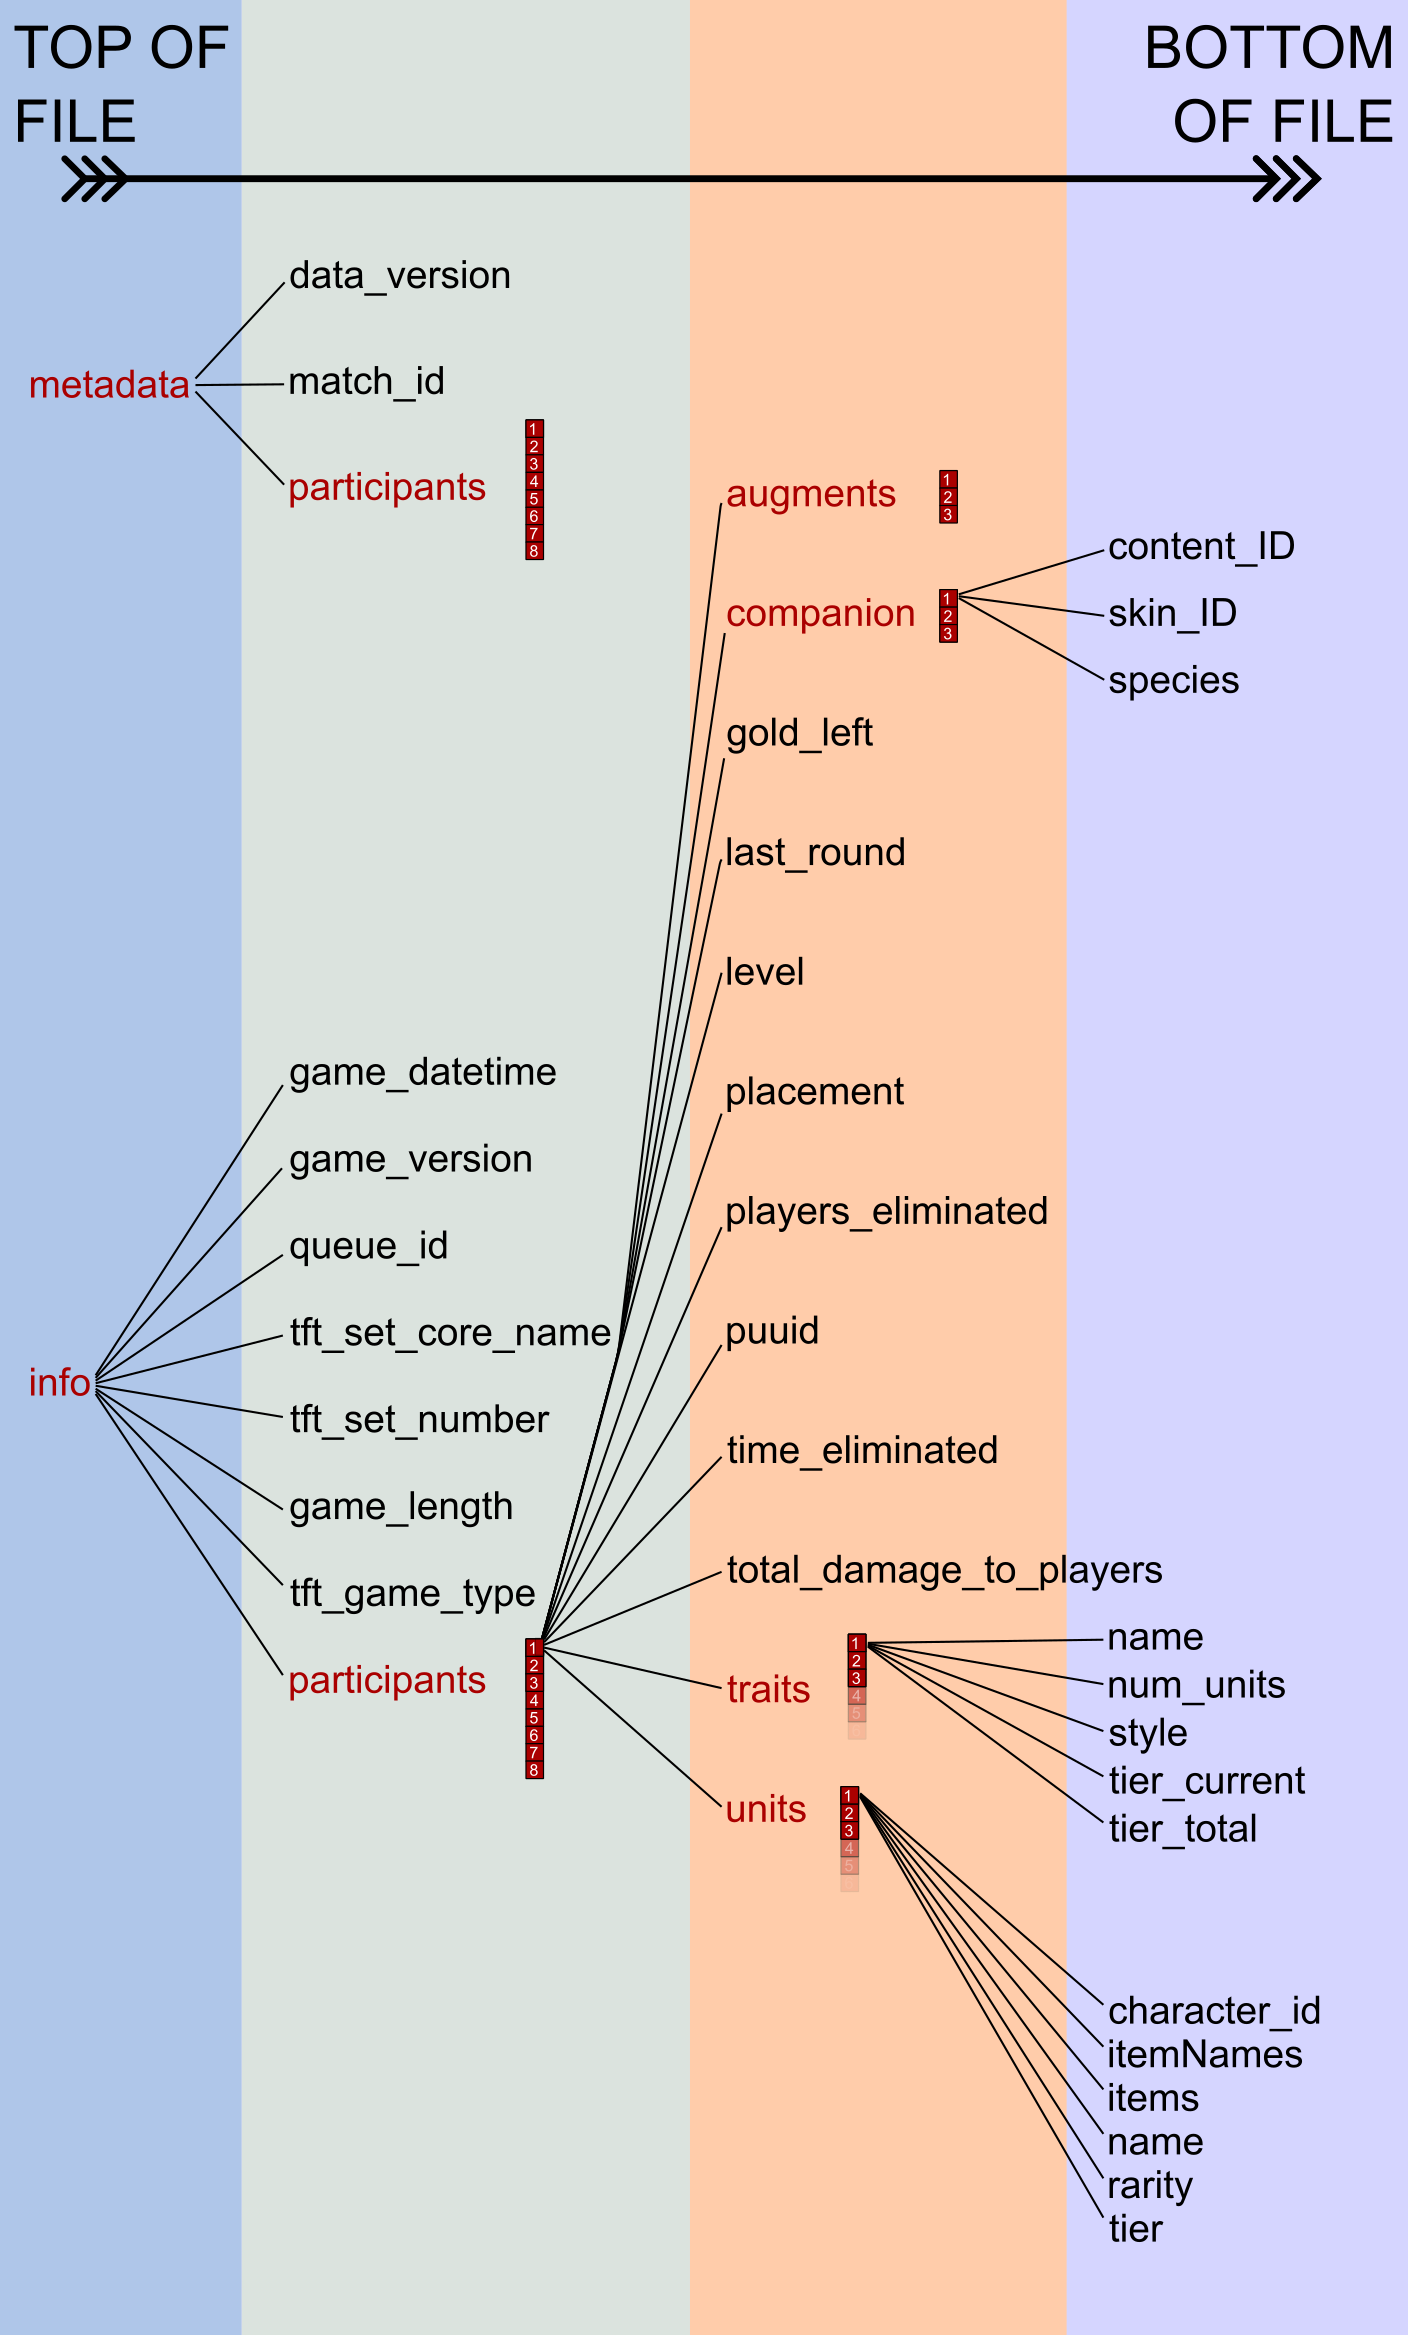 TOP OF
FILE
BOTTOM
OF FILE
metadata
data_version
match_id
participants
1
2
3
4
5
6
7
8
info
game_datetime
game_version
queue_id
tft_set_core_name
tft_set_number
game_length
tft_game_type
participants
1
2
3
4
5
6
7
8
augments
1
2
3
companion
1
2
3
content_ID
skin_ID
species
gold_left
last_round
level
placement
players_eliminated
puuid
time_eliminated
total_damage_to_players
traits
1
2
3
4
5
name
num_units
style
tier_current
tier_total
units
1
2
3
4
5
character_id
itemNames
items
name
rarity
tier